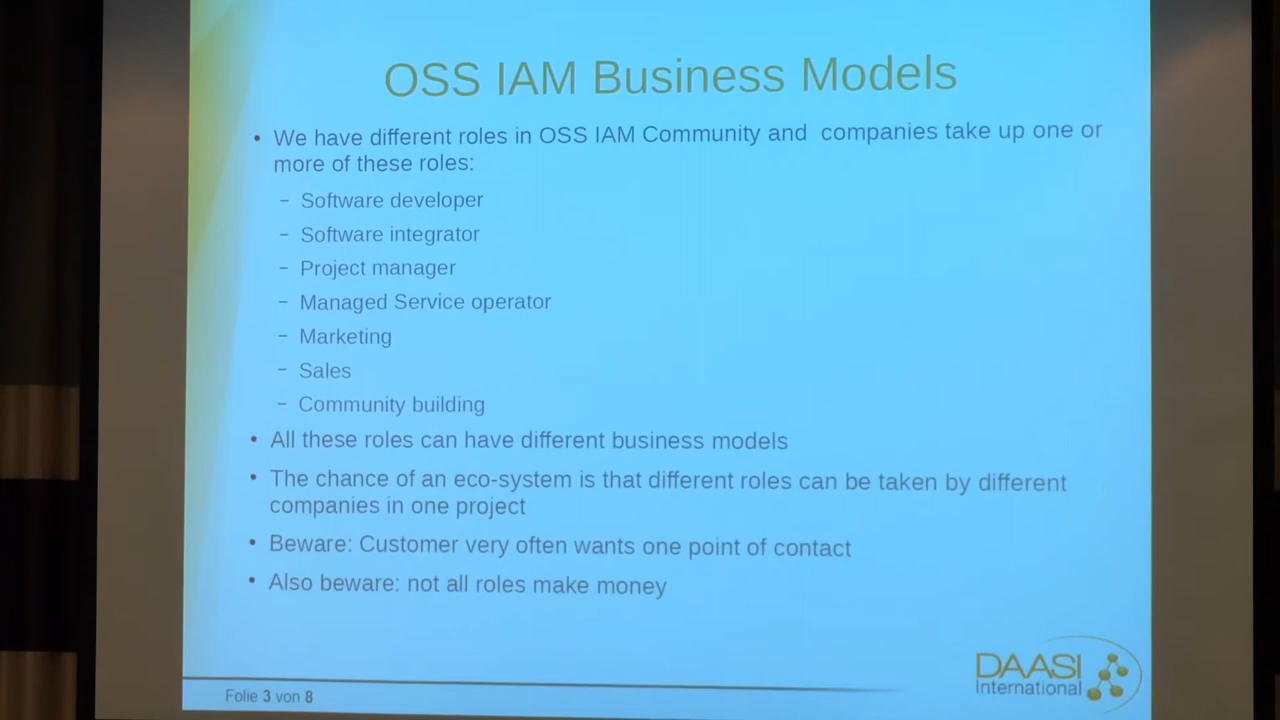 OSS IAM Business Models
• We have different roles in OSS IAM Community and companies take up one or
more of these roles:
– Software developer
– Software integrator
– Project manager
– Managed Service operator
– Marketing
– Sales
– Community building
• All these roles can have different business models
• The chance of an eco-system is that different roles can be taken by different
companies in one project
• Beware: Customer very often wants one point of contact
• Also beware: not all roles make money
DAASI
International
Folie 3 von 8